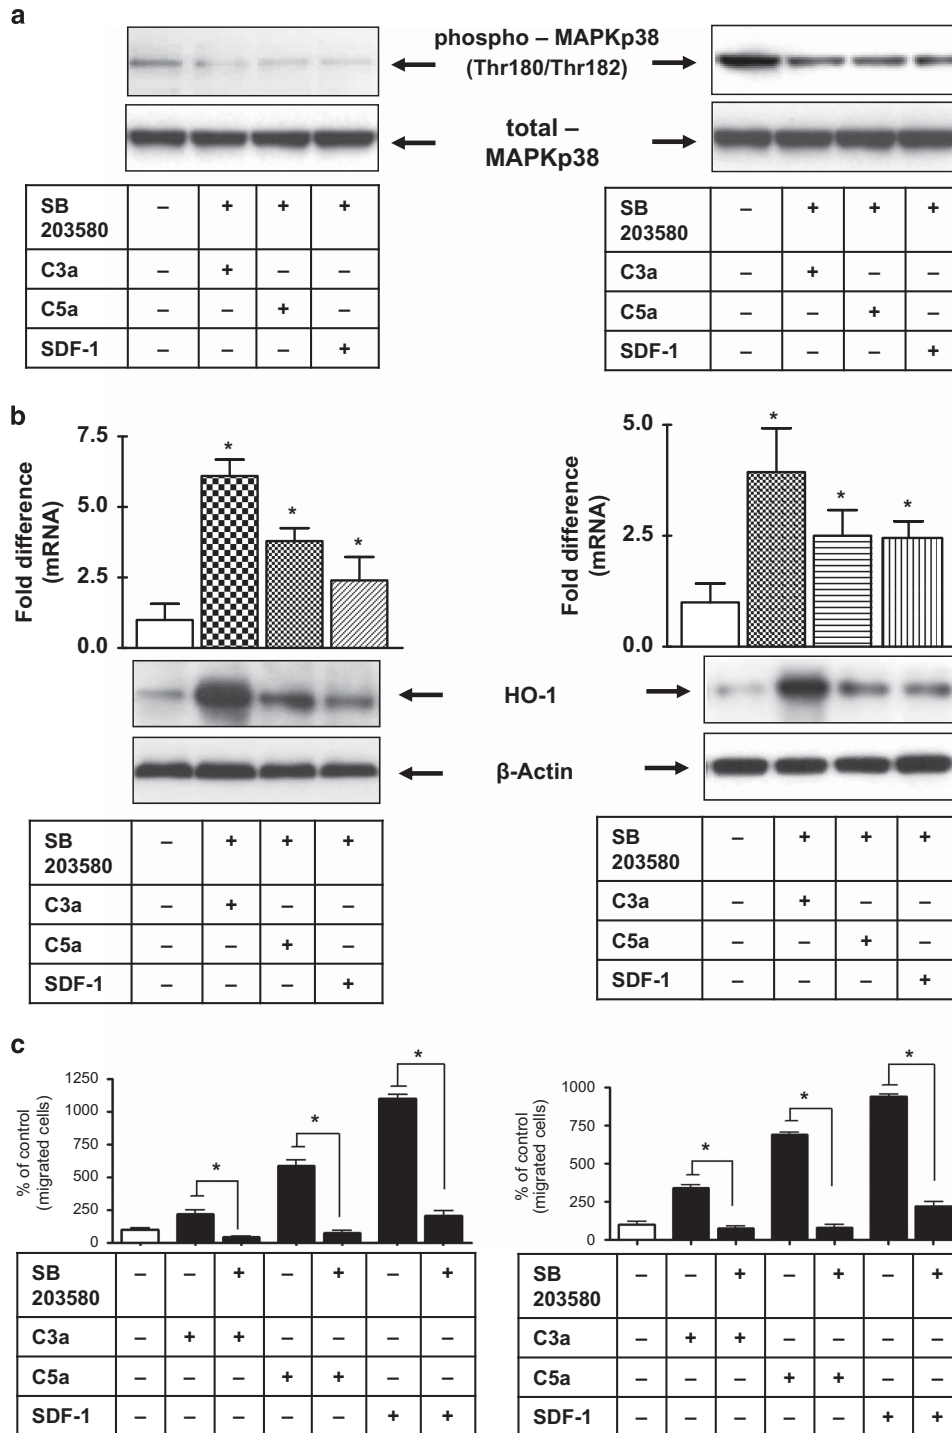 a
phospho – MAPKp38
(Thr180/Thr182)
total –
MAPKp38
SB
203580 – + + +
C3a – + – –
C5a – – + –
SDF-1 – – – +
SB
203580 – + + +
C3a – + – –
C5a – – + –
SDF-1 – – – +
b
Fold difference
(mRNA)
7.5
5.0
2.5
0.0
* * *
Fold difference
(mRNA)
5.0
2.5
0.0
* * *
HO-1
β-Actin
SB
203580 – + + +
C3a – + – –
C5a – – + –
SDF-1 – – – +
SB
203580 – + + +
C3a – + – –
C5a – – + –
SDF-1 – – – +
c
% of control
(migrated cells)
1250
1000
750
500
250
0
* * *
% of control
(migrated cells)
1000
750
500
250
0
* * *
SB
203580 – – + – + – +
C3a – + + – – – –
C5a – – – + + – –
SDF-1 – – – – – + +
SB
203580 – – + – + – +
C3a – + + – – – –
C5a – – – + + – –
SDF-1 – – – – – + +